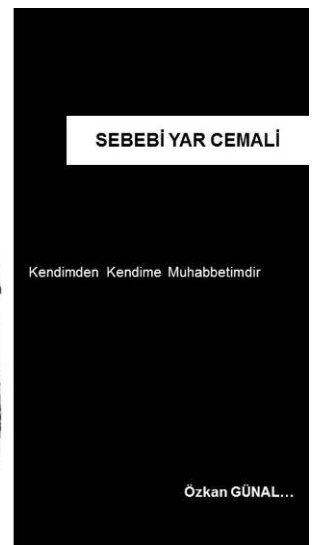 SEBEBİ YAR CEMALİ
Kendimden Kendime Muhabbetimdir
Özkan GÜNAL...